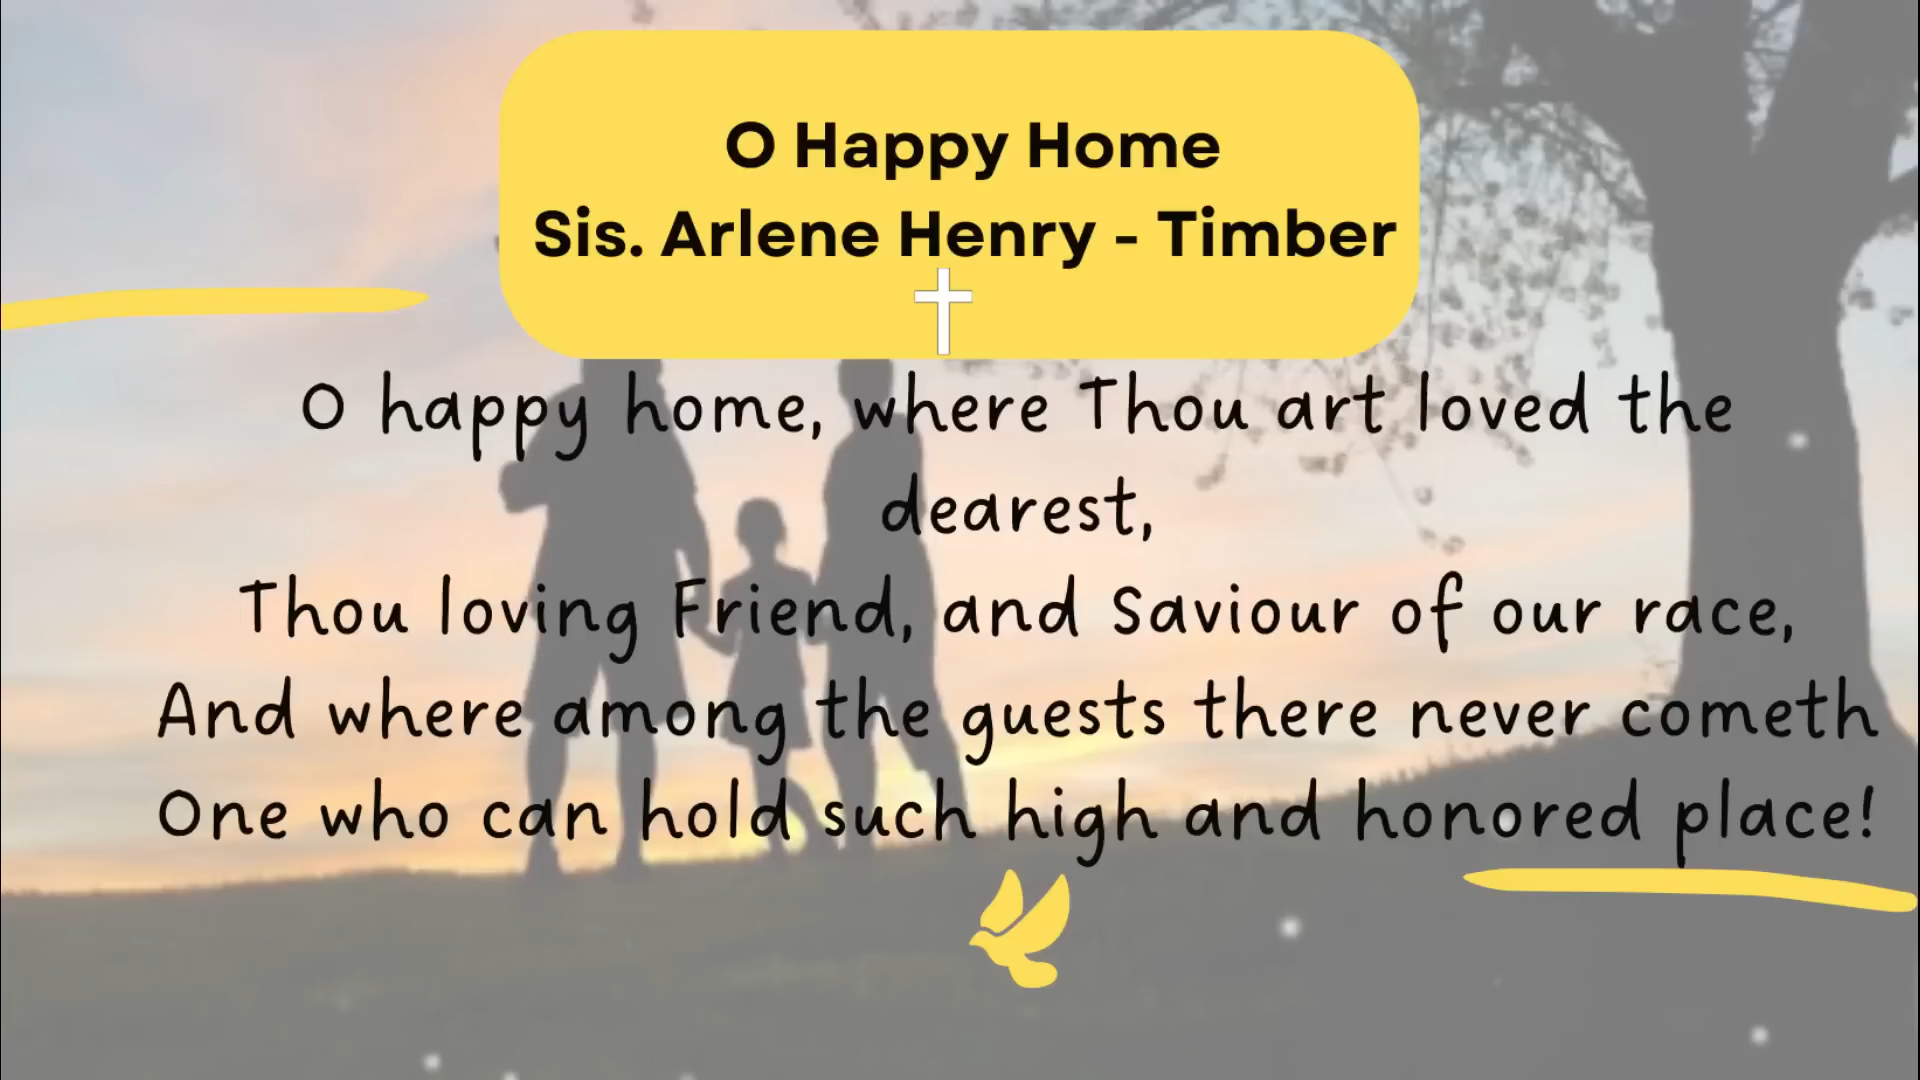 O Happy Home
Sis. Arlene Henry - Timber
O happy home, where Thou art loved the
dearest,
Thou loving Friend, and Saviour of our race,
And where among the guests there never cometh
One who can hold such high and honored place!